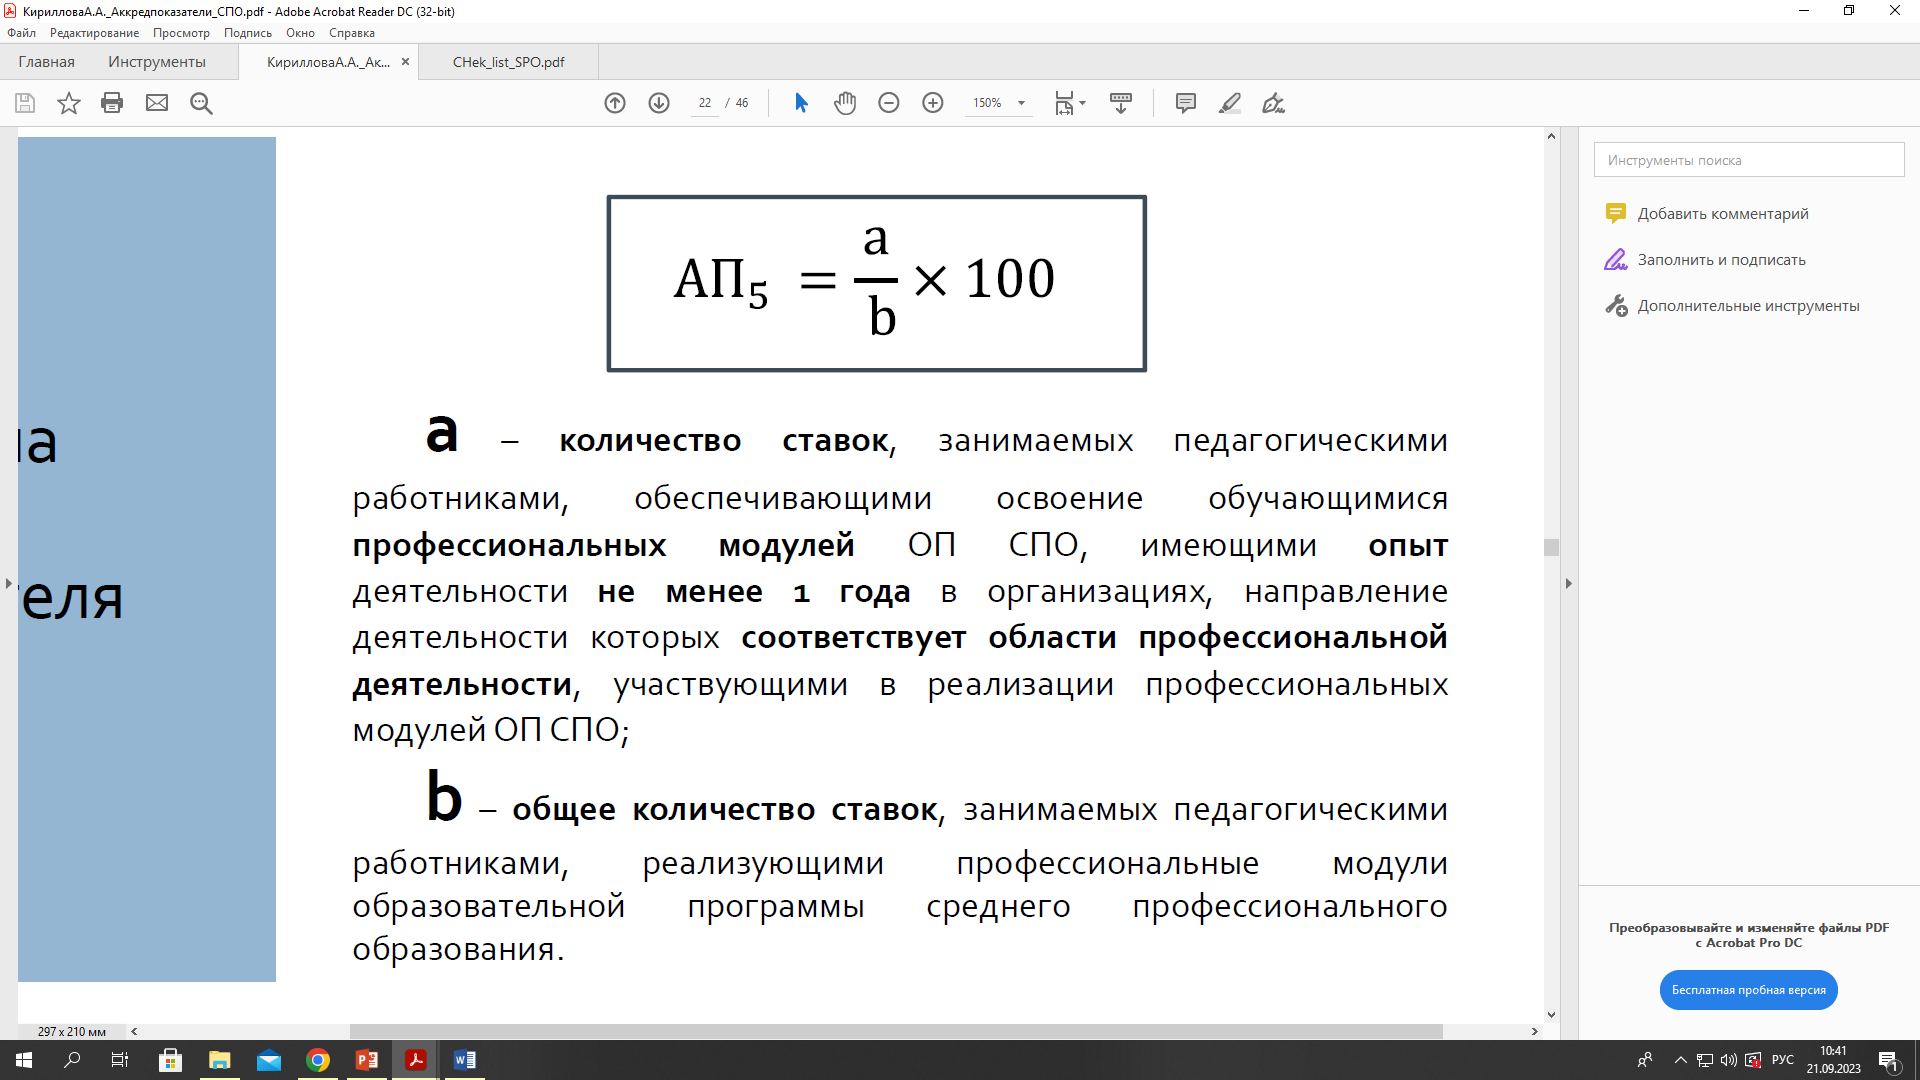 КирилловаА.А._Аккредпоказатели_СПО.pdf - Adobe Acrobat Reader DC (32-bit)
Файл Редактирование Просмотр Подпись Окно Справка
Главная Инструменты КирилловаА.А._Ак... CHek_list_SPO.pdf
22 / 46 150%
АП₅ = a/b × 100
a – количество ставок, занимаемых педагогическими
работниками, обеспечивающими освоение обучающимися
профессиональных модулей ОП СПО, имеющими опыт
деятельности не менее 1 года в организациях, направление
деятельности которых соответствует области профессиональной
деятельности, участвующими в реализации профессиональных
модулей ОП СПО;
b – общее количество ставок, занимаемых педагогическими
работниками, реализующими профессиональные модули
образовательной программы среднего профессионального
образования.
на
теля
297 x 210 мм
Инструменты поиска
Добавить комментарий
Заполнить и подписать
Дополнительные инструменты
Преобразовывайте и изменяйте файлы PDF
с Acrobat Pro DC
Бесплатная пробная версия
РУС
10:41
21.09.2023
1